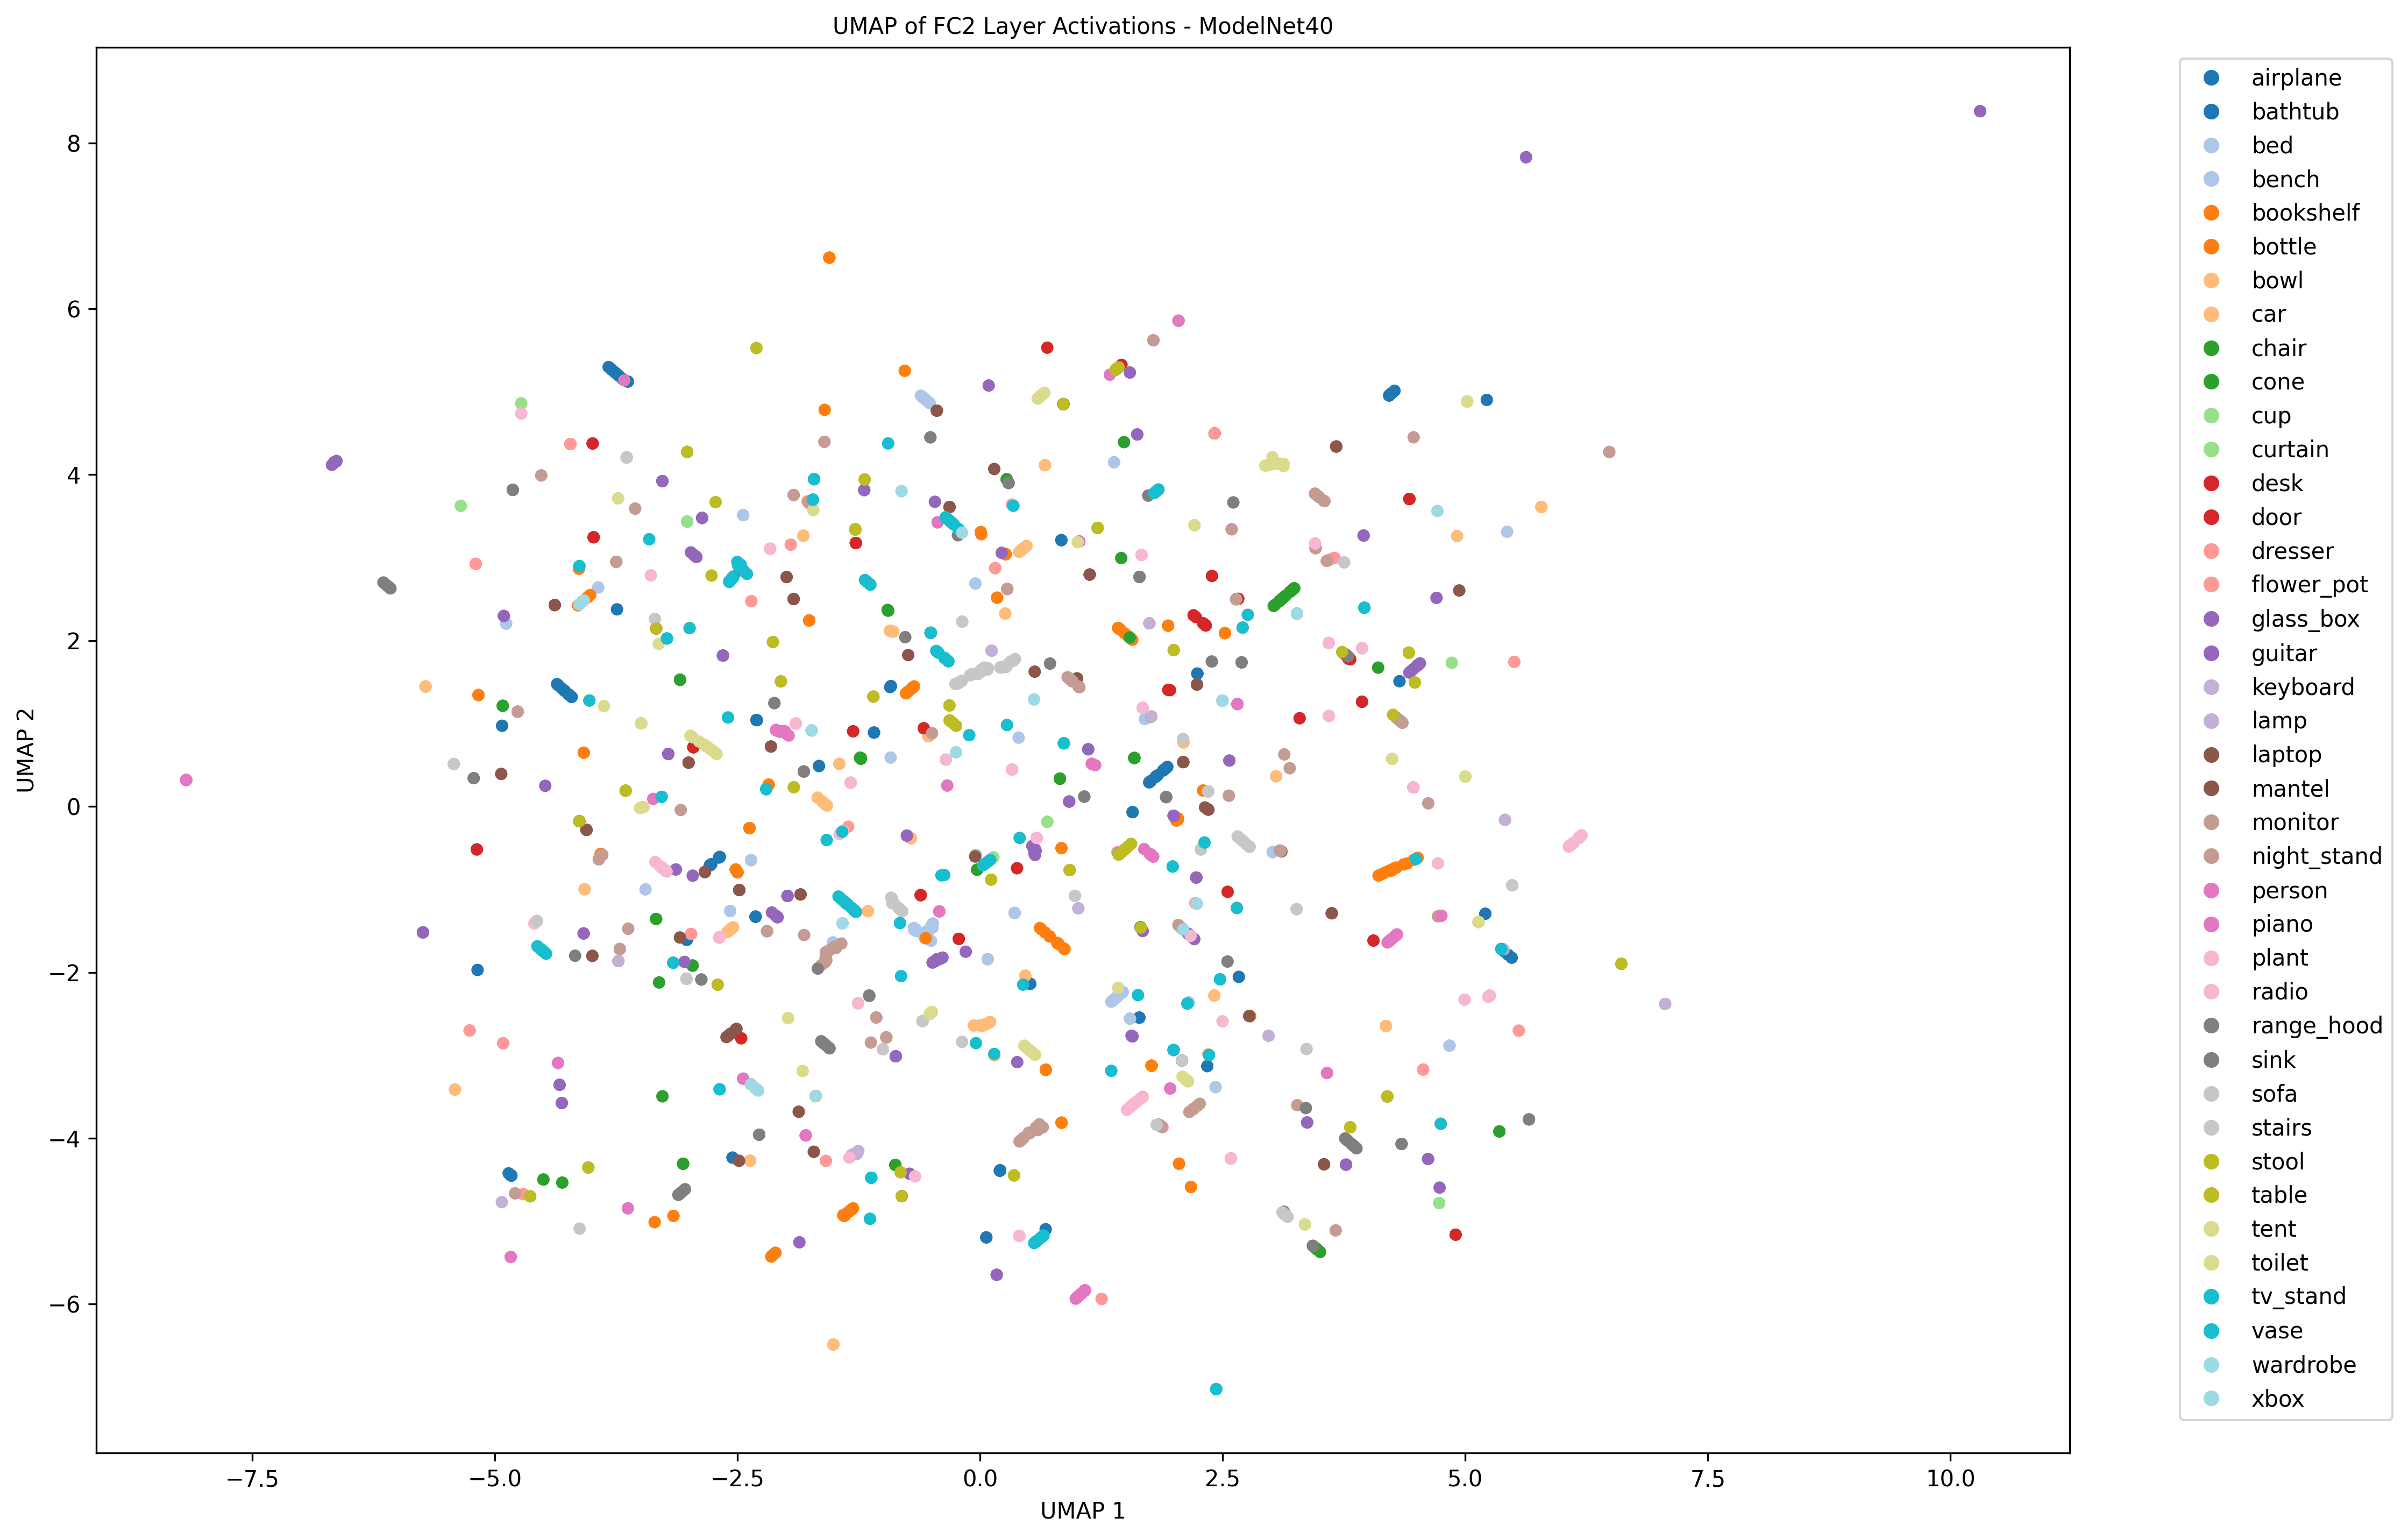 UMAP of FC2 Layer Activations - ModelNet40
8
6
4
2
0
−2
−4
−6
UMAP 2
−7.5
−5.0
−2.5
0.0
2.5
5.0
7.5
10.0
UMAP 1
airplane
bathtub
bed
bench
bookshelf
bottle
bowl
car
chair
cone
cup
curtain
desk
door
dresser
flower_pot
glass_box
guitar
keyboard
lamp
laptop
mantel
monitor
night_stand
person
piano
plant
radio
range_hood
sink
sofa
stairs
stool
table
tent
toilet
tv_stand
vase
wardrobe
xbox